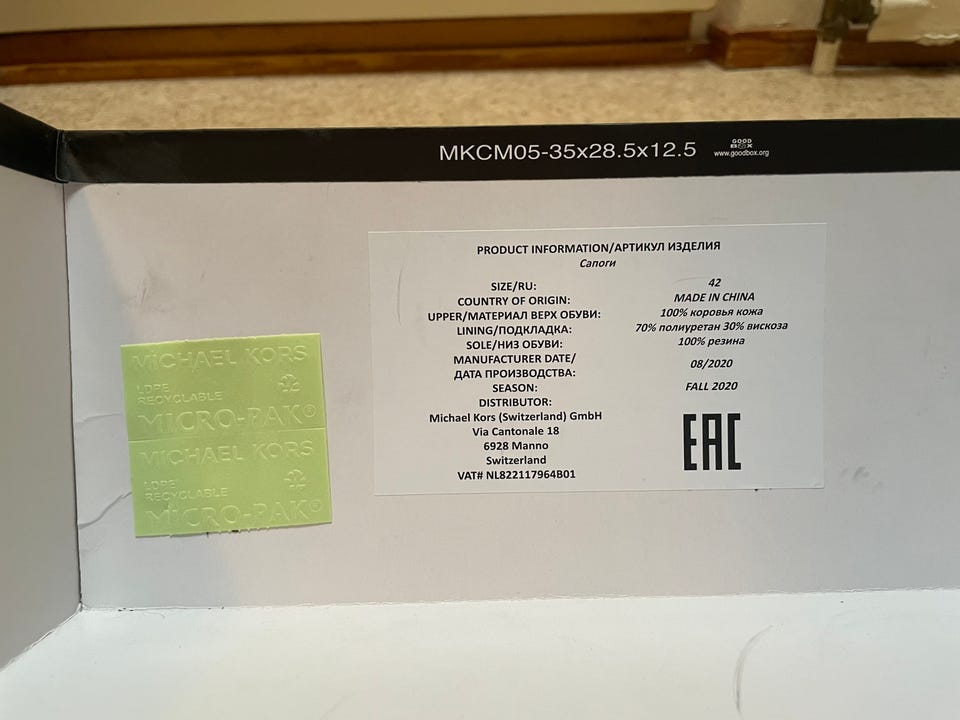 MKCM05-35x28.5x12.5
GOOD
BOX
www.goodbox.org
PRODUCT INFORMATION/АРТИКУЛ ИЗДЕЛИЯ
Сапоги
SIZE/RU: 42
COUNTRY OF ORIGIN: MADE IN CHINA
UPPER/МАТЕРИАЛ ВЕРХ ОБУВИ: 100% коровья кожа
LINING/ПОДКЛАДКА: 70% полиуретан 30% вискоза
SOLE/НИЗ ОБУВИ: 100% резина
MANUFACTURER DATE/
ДАТА ПРОИЗВОДСТВА: 08/2020
SEASON: FALL 2020
DISTRIBUTOR:
Michael Kors (Switzerland) GmbH
Via Cantonale 18
6928 Manno
Switzerland
VAT# NL822117964B01
EAC
MICHAEL KORS
LDPE
RECYCLABLE
MICRO-PAK®
MICHAEL KORS
LDPE
RECYCLABLE
MICRO-PAK®